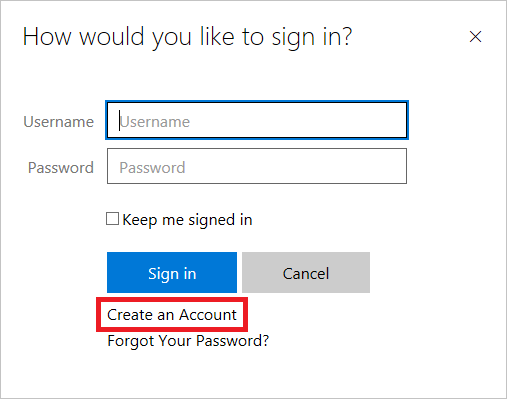 How would you like to sign in?
Username Username
Password Password
Keep me signed in
Sign in Cancel
Create an Account
Forgot Your Password?